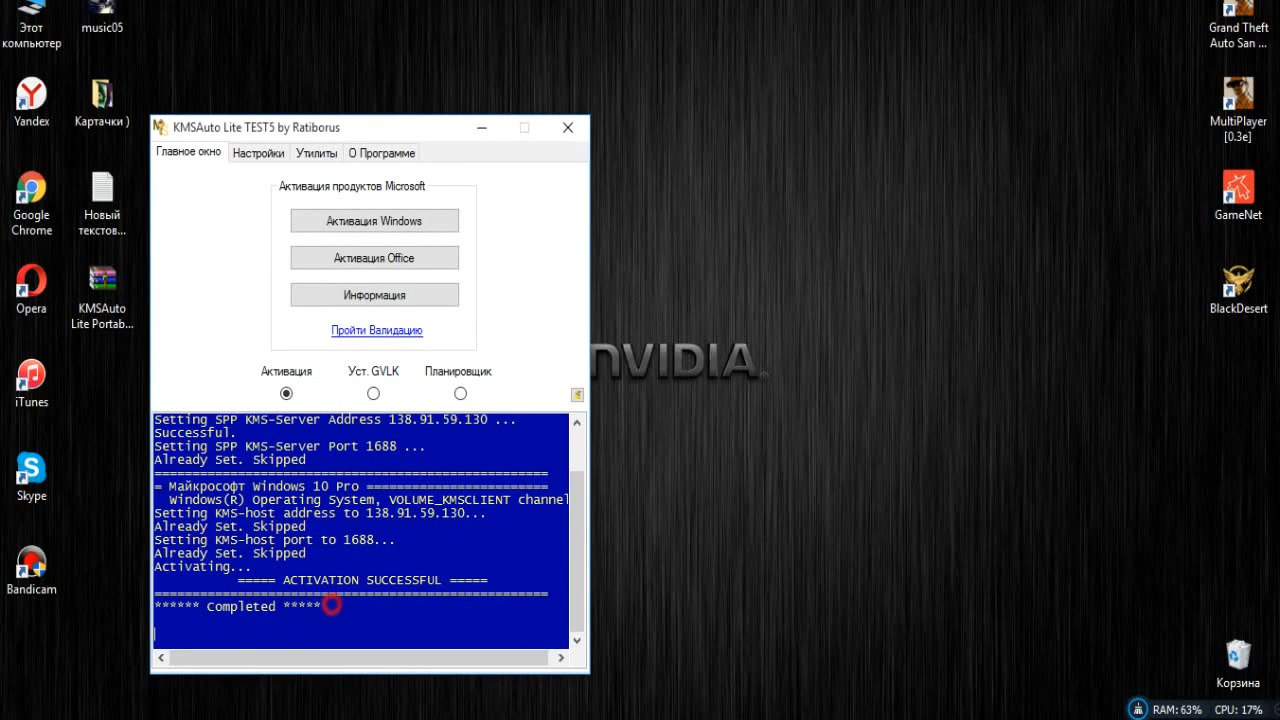 Этот
компьютер
music05
Yandex
Картачки )
Google
Chrome
Новый
текстов...
Opera
KMSAuto
Lite Portab...
iTunes
Skype
Bandicam
KMSAuto Lite TEST5 by Ratiborus
Главное окно Настройки Утилиты О Программе
Активация продуктов Microsoft
Активация Windows
Активация Office
Информация
Пройти Валидацию
Активация Уст. GVLK Планировщик
Setting SPP KMS-Server Address 138.91.59.130 ...
Successful.
Setting SPP KMS-Server Port 1688 ...
Already Set. Skipped
==================================================
= Майкрософт Windows 10 Pro ========================
Windows(R) Operating System, VOLUME_KMSCLIENT channel
Setting KMS-host address to 138.91.59.130...
Already Set. Skipped
Setting KMS-host port to 1688...
Already Set. Skipped
Activating...
===== ACTIVATION SUCCESSFUL =====
==================================================
****** Completed *****
NVIDIA
Grand Theft
Auto San ...
MultiPlayer
[0.3e]
GameNet
BlackDesert
Корзина
RAM: 63% CPU: 17%